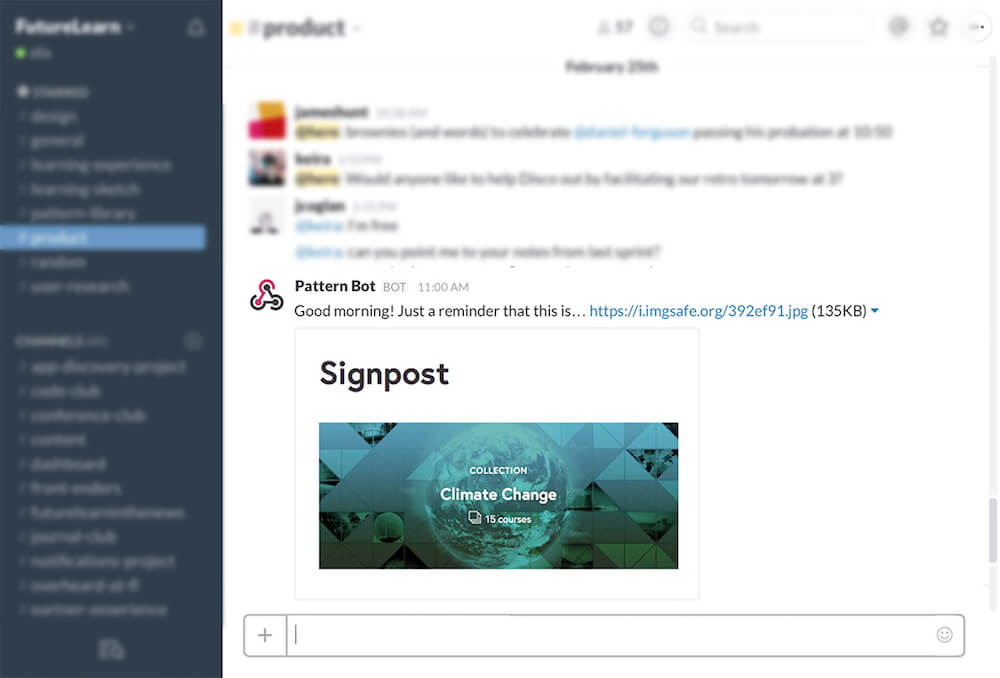 FutureLearn
STARRED
# design
# general
# learning-experience
# learning-sketch
# pattern-library
# product
# random
# user-research
CHANNELS
# app-discovery-project
# code-club
# conference-club
# content
# dashboard
# front-enders
# futurelearninthenews
# journal-club
# notifications-project
# overheard-at-fl
# partner-experience
#product
57
Search
February 25th
jameshunt
@here brownies (and words) to celebrate @daniel-ferguson passing his probation at 10:50
keira
@here Would anyone like to help Disco out by facilitating our retro tomorrow at 3?
jcoglan
@keira I'm free
@keira can you point me to your notes from last sprint?
Pattern Bot BOT 11:00 AM
Good morning! Just a reminder that this is… https://i.imgsafe.org/392ef91.jpg (135KB)
Signpost
COLLECTION
Climate Change
15 courses